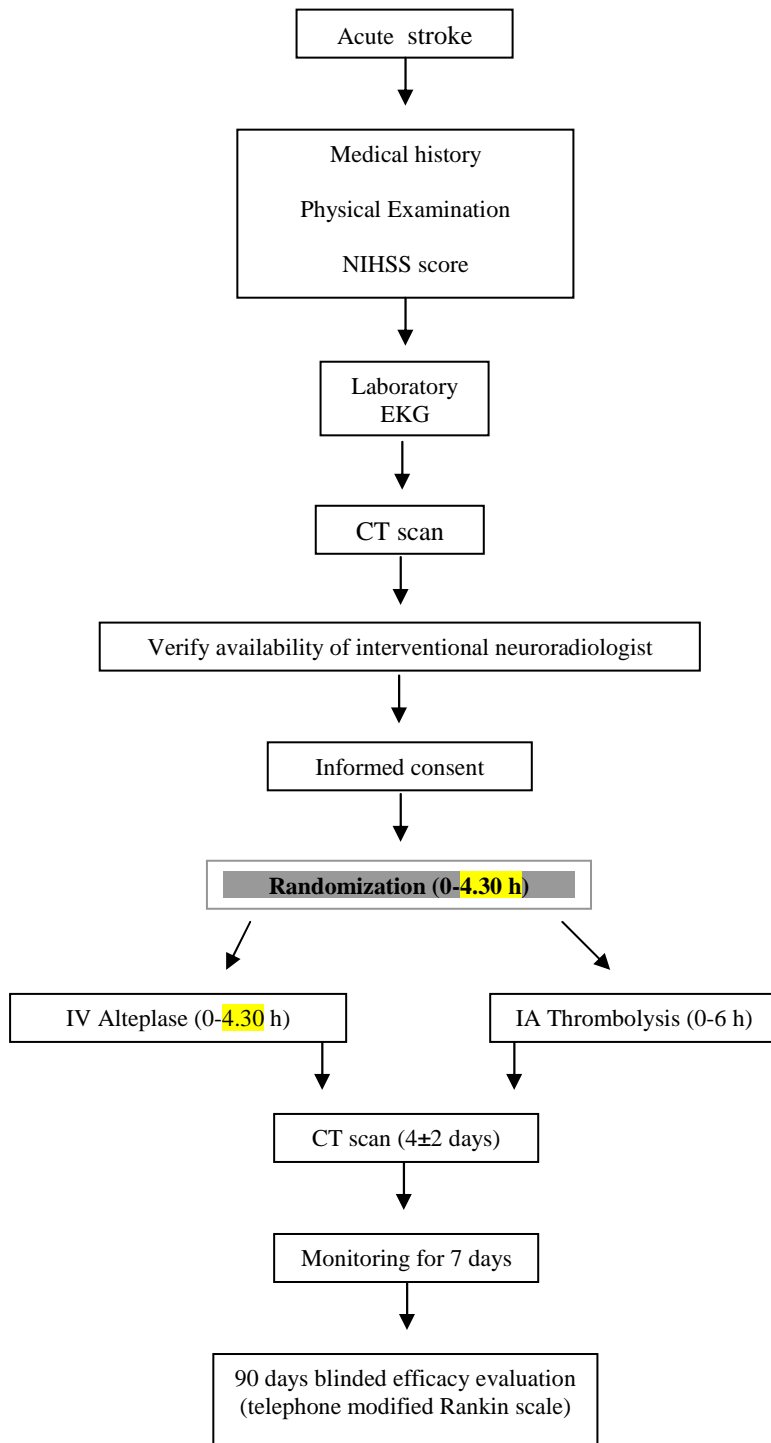 Acute stroke
Medical history
Physical Examination
NIHSS score
Laboratory
EKG
CT scan
Verify availability of interventional neuroradiologist
Informed consent
Randomization (0-4.30 h)
IV Alteplase (0-4.30 h)
IA Thrombolysis (0-6 h)
CT scan (4±2 days)
Monitoring for 7 days
90 days blinded efficacy evaluation
(telephone modified Rankin scale)